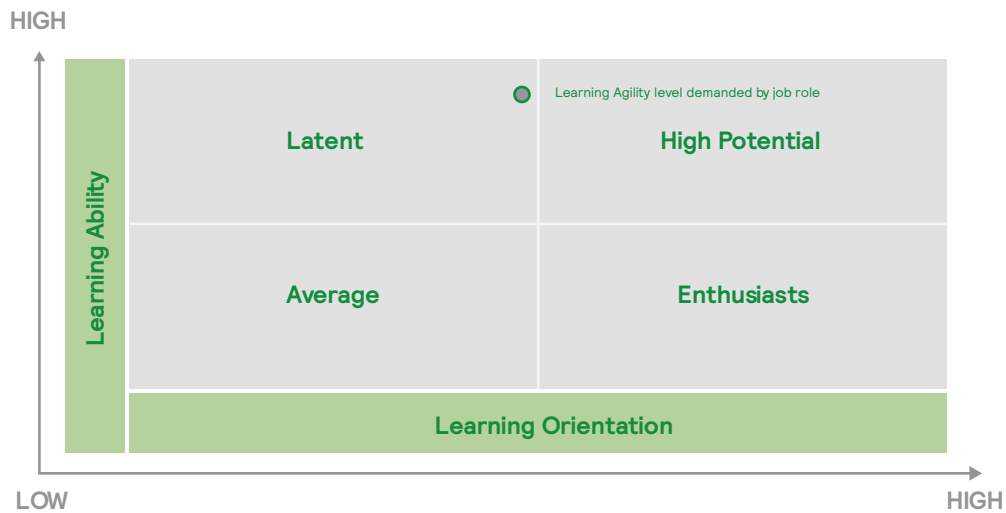 HIGH
Learning Agility level demanded by job role
Latent
High Potential
Learning Ability
Average
Enthusiasts
Learning Orientation
LOW
HIGH